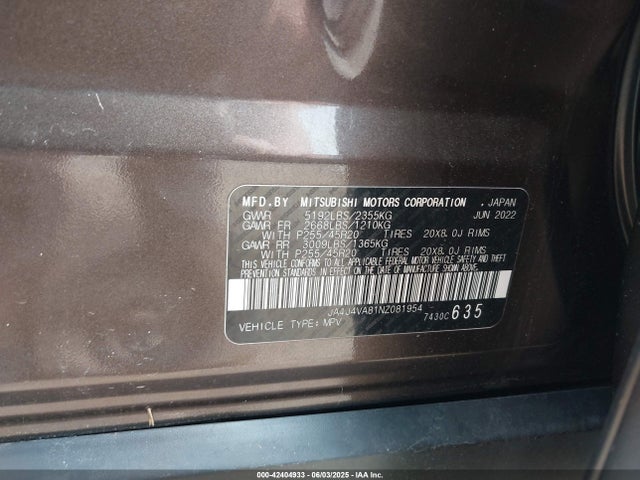 MFD.BY MITSUBISHI MOTORS CORPORATION . JAPAN
GVWR 5192LBS/2355KG JUN 2022
GAWR FR 2668LBS/1210KG
WITH P255/45R20 TIRES 20X8.0J RIMS
GAWR RR 3009LBS/1365KG
WITH P255/45R20 TIRES 20X8.0J RIMS
THIS VEHICLE CONFORMS TO ALL APPLICABLE FEDERAL MOTOR VEHICLE SAFETY BUMPER AND THEFT
PREVENTION STANDARDS IN EFFECT ON THE DATE OF MANUFACTURE SHOWN ABOVE.
JA4J4VA81NZ081954
VEHICLE TYPE: MPV 7430C 635
000-42404933 - 06/03/2025 - IAA Inc.